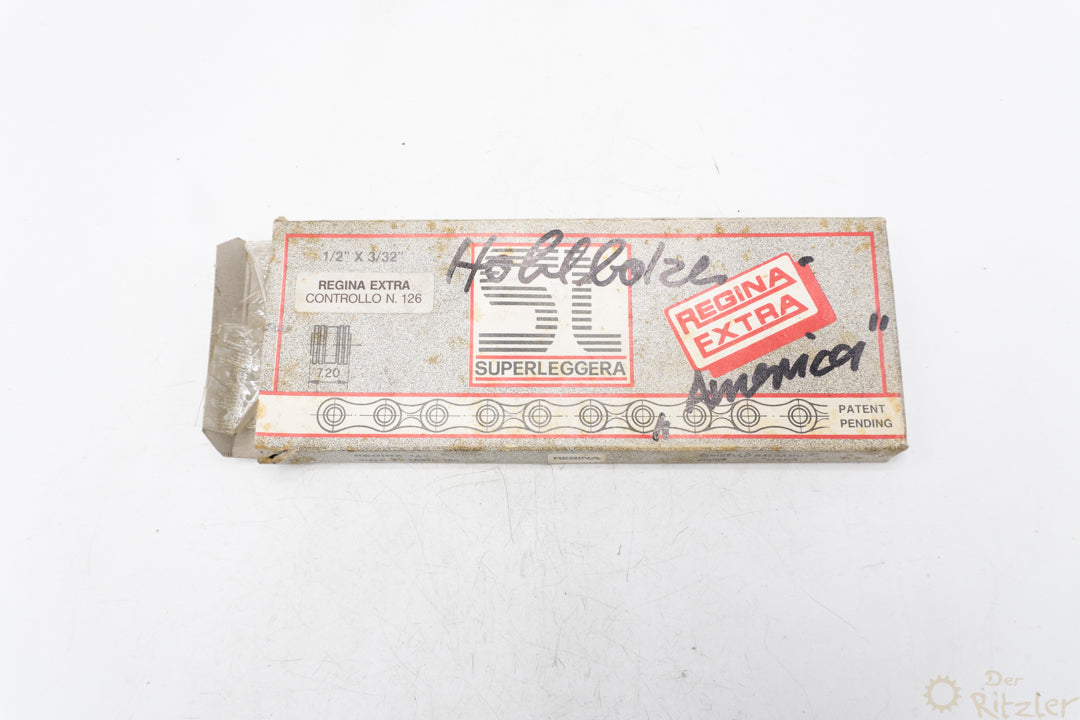 1/2" X 3/32"
REGINA EXTRA
CONTROLLO N. 126
7.20
Hohlbolzen
SL
SUPERLEGGERA
REGINA
EXTRA
"America"
PATENT
PENDING
REGINA
Der
Ritzler